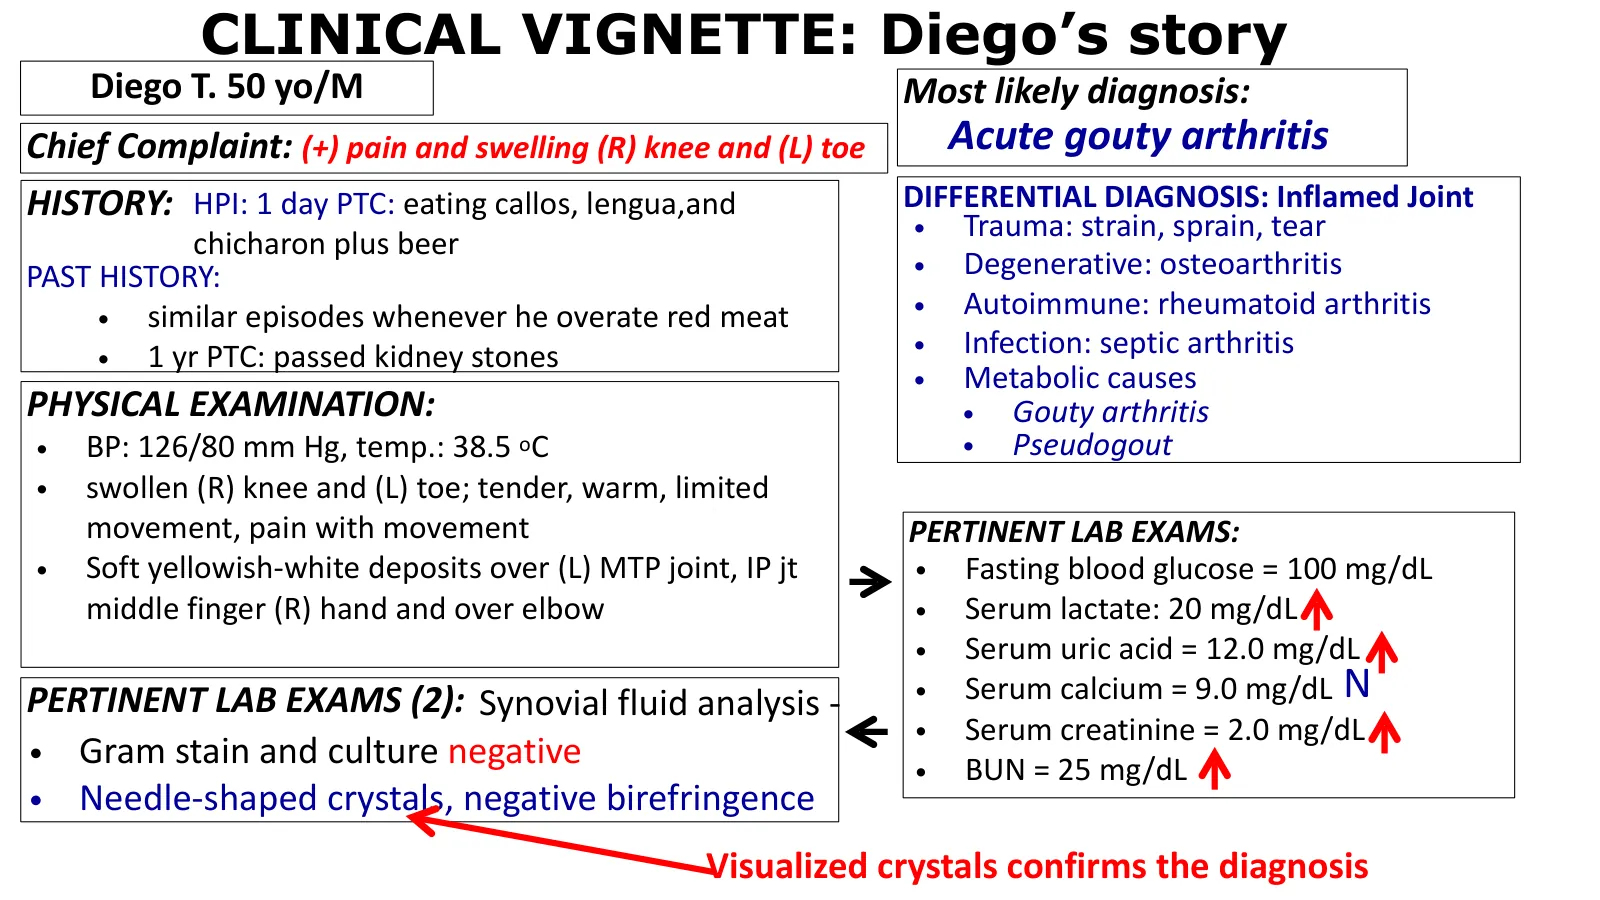 CLINICAL VIGNETTE: Diego's story
Diego T. 50 yo/M
Chief Complaint: (+) pain and swelling (R) knee and (L) toe
HISTORY: HPI: 1 day PTC: eating callos, lengua,and
chicharon plus beer
PAST HISTORY:
• similar episodes whenever he overate red meat
• 1 yr PTC: passed kidney stones
PHYSICAL EXAMINATION:
• BP: 126/80 mm Hg, temp.: 38.5 ᵒC
• swollen (R) knee and (L) toe; tender, warm, limited
movement, pain with movement
• Soft yellowish-white deposits over (L) MTP joint, IP jt
middle finger (R) hand and over elbow
PERTINENT LAB EXAMS (2): Synovial fluid analysis -
• Gram stain and culture negative
• Needle-shaped crystals, negative birefringence
Most likely diagnosis:
Acute gouty arthritis
DIFFERENTIAL DIAGNOSIS: Inflamed Joint
• Trauma: strain, sprain, tear
• Degenerative: osteoarthritis
• Autoimmune: rheumatoid arthritis
• Infection: septic arthritis
• Metabolic causes
• Gouty arthritis
• Pseudogout
PERTINENT LAB EXAMS:
• Fasting blood glucose = 100 mg/dL
• Serum lactate: 20 mg/dL
• Serum uric acid = 12.0 mg/dL
• Serum calcium = 9.0 mg/dL N
• Serum creatinine = 2.0 mg/dL
• BUN = 25 mg/dL
Visualized crystals confirms the diagnosis